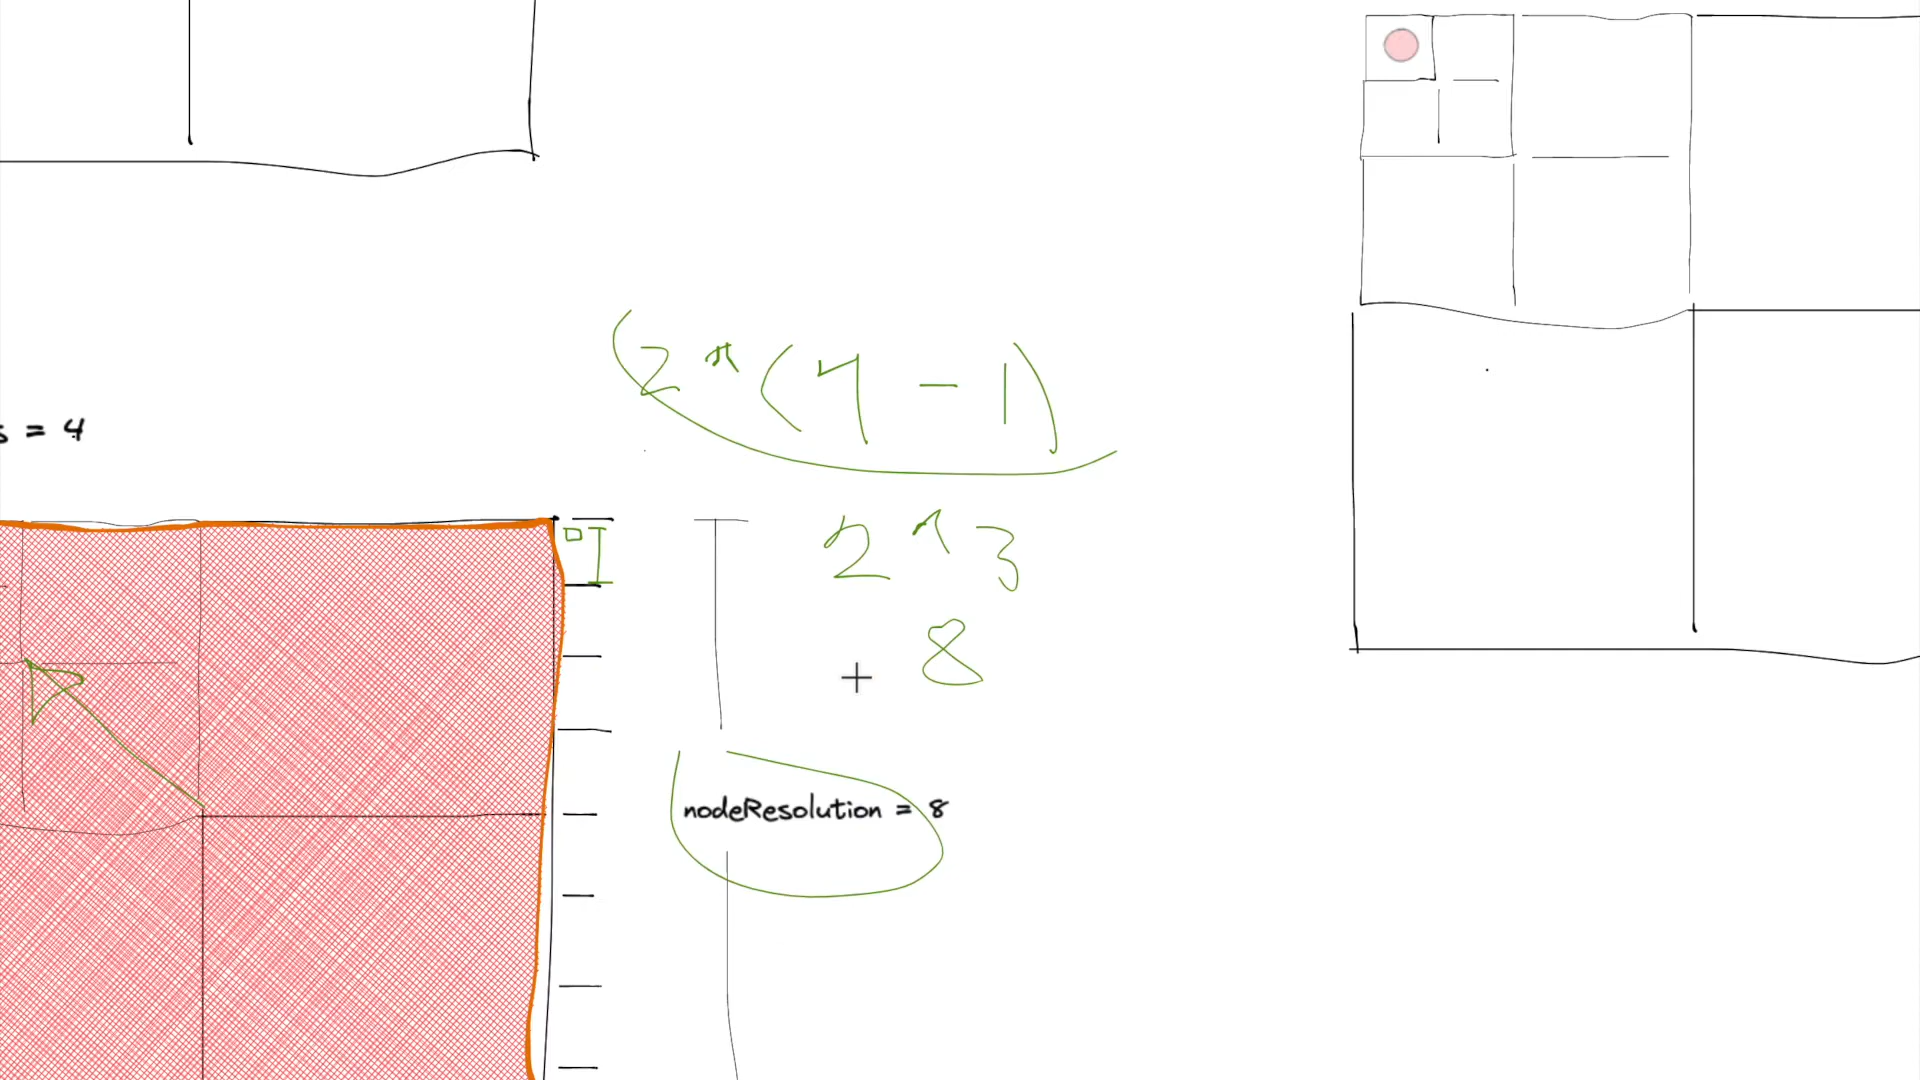 s = 4
2^(4 - 1)
2^3
8
nodeResolution = 8